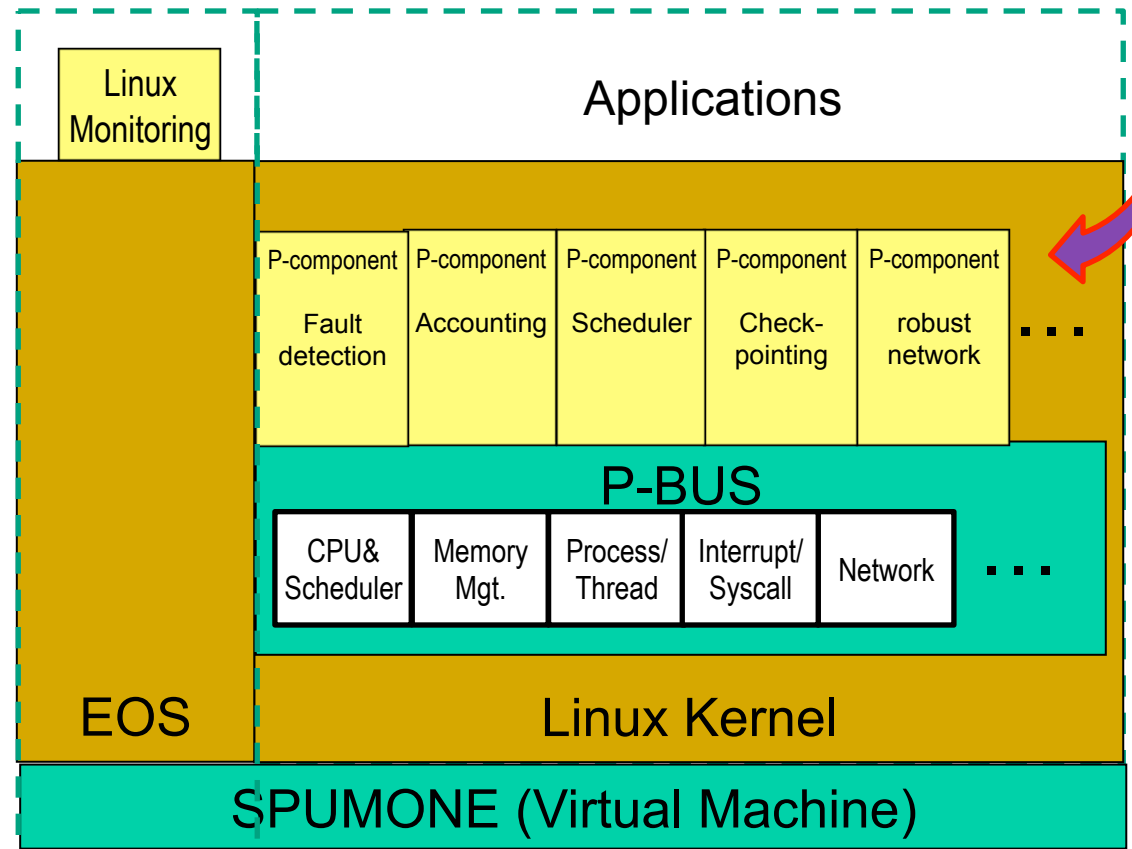 Linux
Monitoring
Applications
P-component
Fault
detection
P-component
Accounting
P-component
Scheduler
P-component
Check-
pointing
P-component
robust
network
...
P-BUS
CPU&
Scheduler
Memory
Mgt.
Process/
Thread
Interrupt/
Syscall
Network
...
EOS
Linux Kernel
SPUMONE (Virtual Machine)